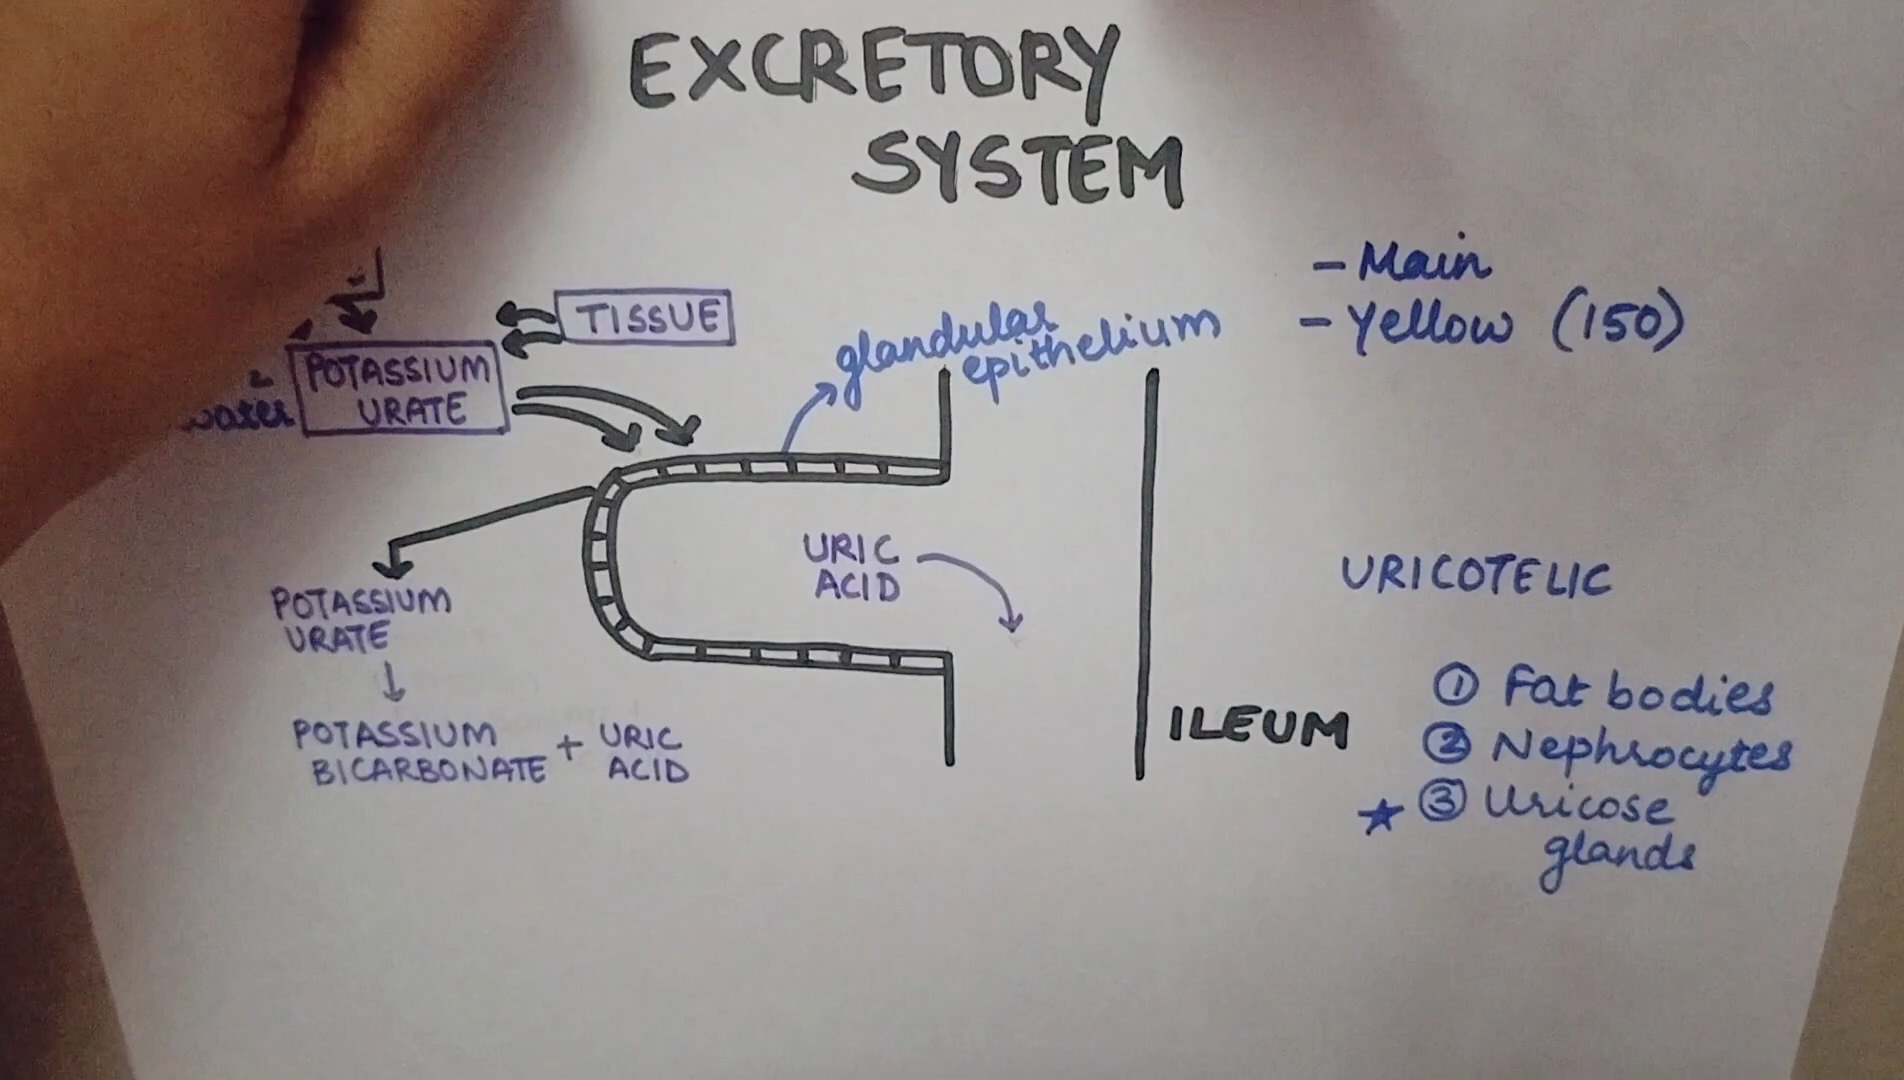 EXCRETORY
SYSTEM
- Main
- Yellow (150)
TISSUE
glandular
epithelium
POTASSIUM
URATE
water
URIC
ACID
URICOTELIC
POTASSIUM
URATE
POTASSIUM
BICARBONATE + URIC
ACID
ILEUM
① Fat bodies
② Nephrocytes
★ ③ Uricose
glands